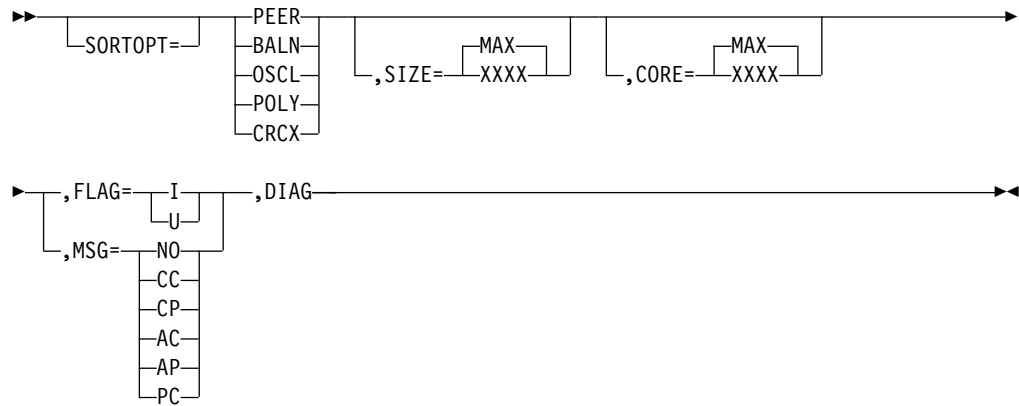 PEER
SORTOPT= BALN MAX MAX
OSCL ,SIZE= XXXX ,CORE= XXXX
POLY
CRCX
,FLAG= I ,DIAG
U
,MSG= NO
CC
CP
AC
AP
PC